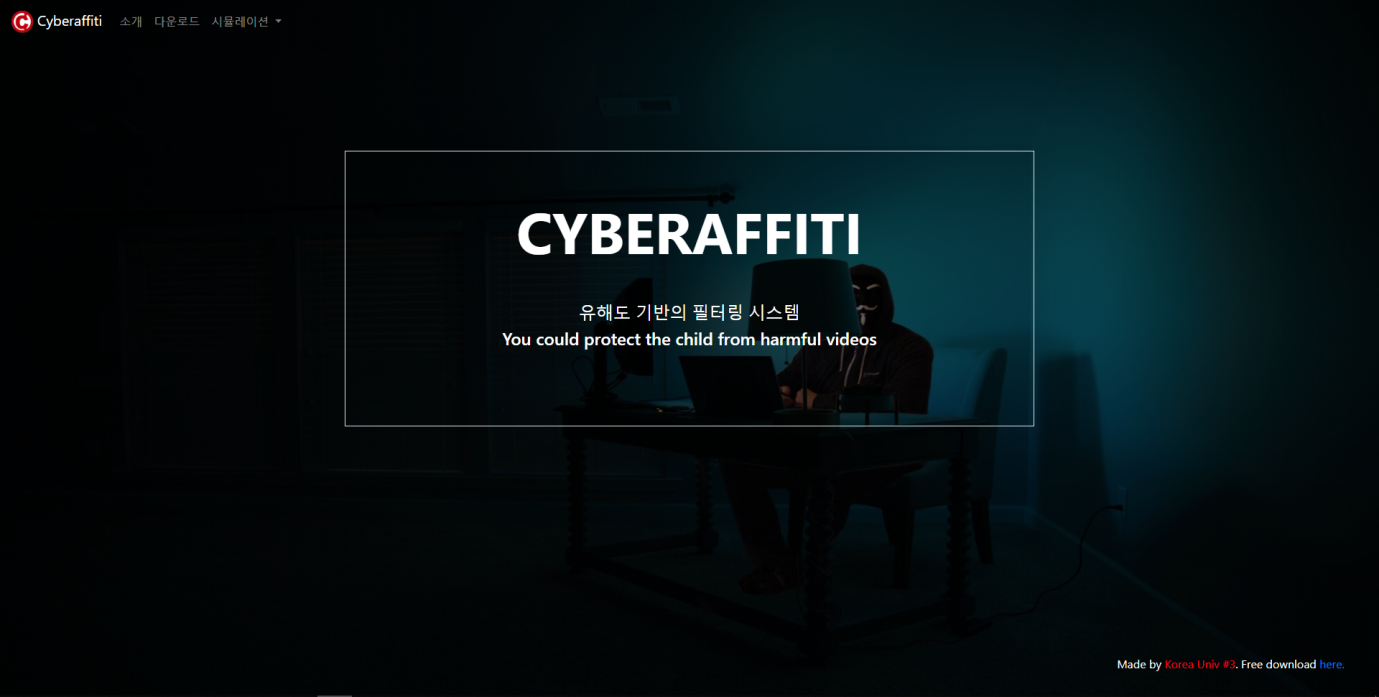 Cyberaffiti 소개 다운로드 시뮬레이션
CYBERAFFITI
유해도 기반의 필터링 시스템
You could protect the child from harmful videos
Made by Korea Univ #3. Free download here.